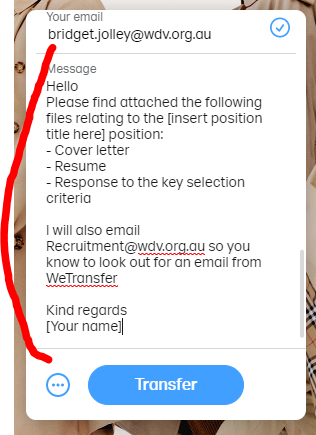 Your email
bridget.jolley@wdv.org.au
Message
Hello
Please find attached the following
files relating to the [insert position
title here] position:
- Cover letter
- Resume
- Response to the key selection
criteria
I will also email
Recruitment@wdv.org.au so you
know to look out for an email from
WeTransfer
Kind regards
[Your name]
Transfer